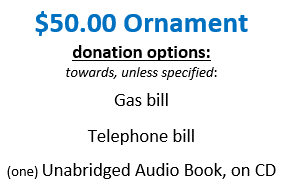 $50.00 Ornament
donation options:
towards, unless specified:
Gas bill
Telephone bill
(one) Unabridged Audio Book, on CD